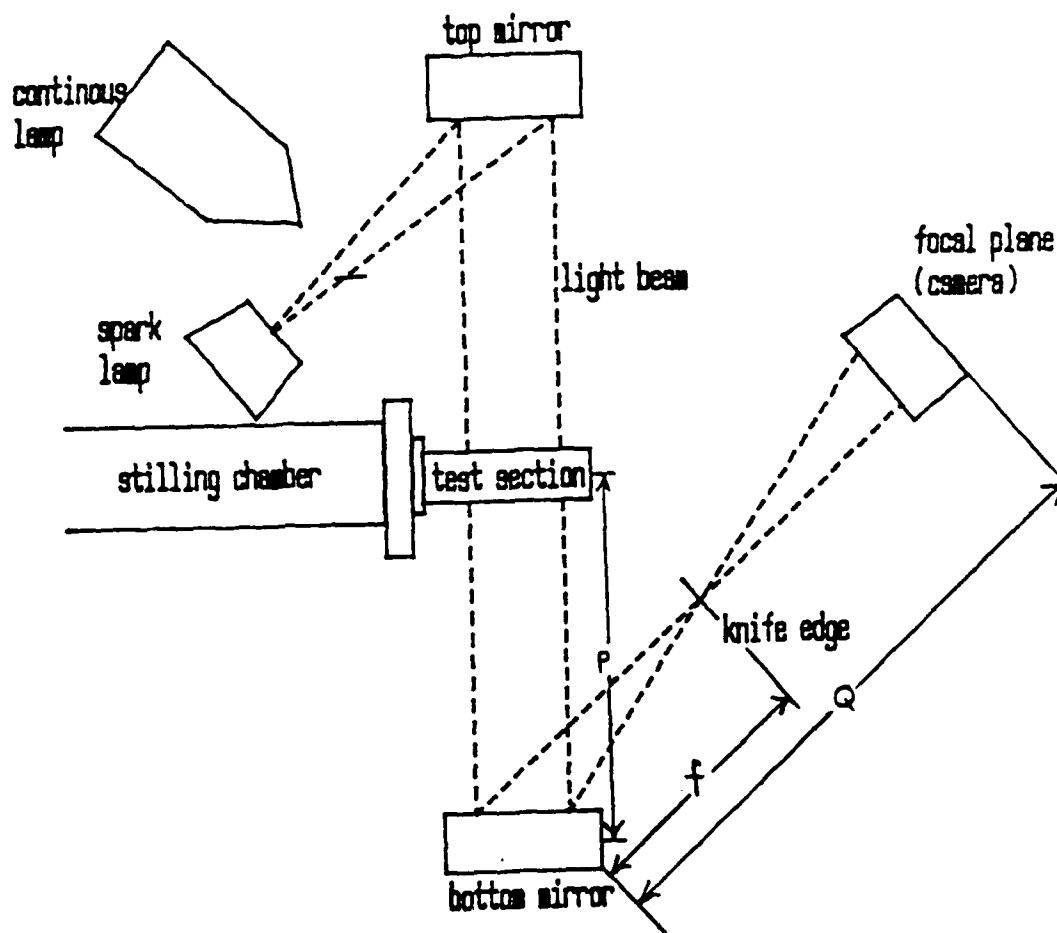 top mirror
continous
lamp
focal plane
(camera)
light beam
spark
lamp
stilling chamber
test section
knife edge
P
Q
f
bottom mirror